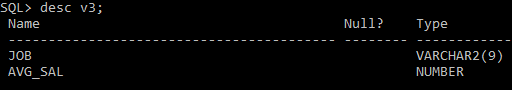 SQL> desc v3;
Name Null? Type
----------------------------------------- -------- ------------
JOB VARCHAR2(9)
AVG_SAL NUMBER